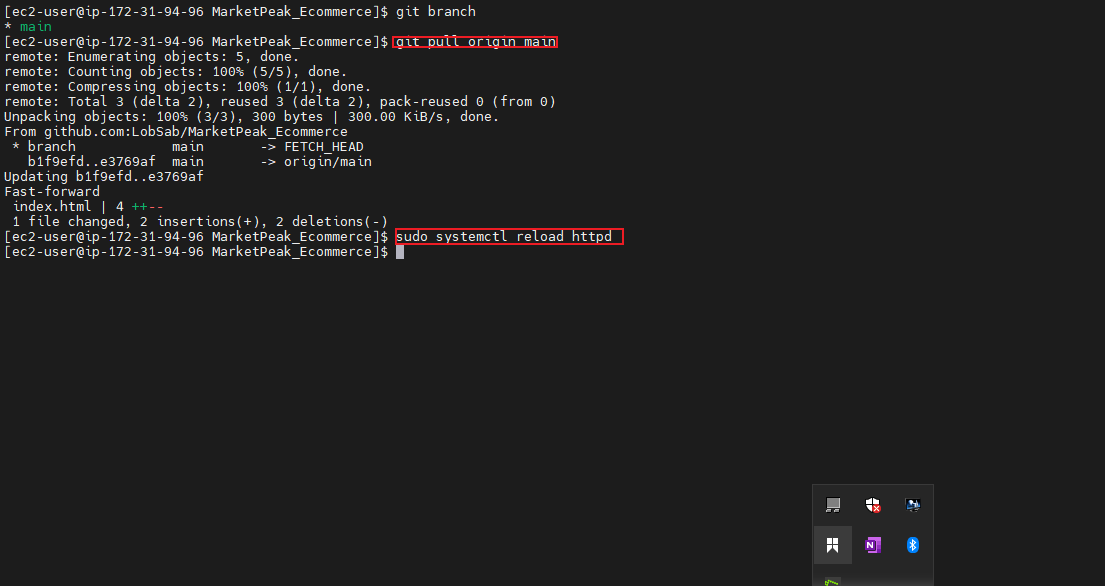 [ec2-user@ip-172-31-94-96 MarketPeak_Ecommerce]$ git branch
* main
[ec2-user@ip-172-31-94-96 MarketPeak_Ecommerce]$ git pull origin main
remote: Enumerating objects: 5, done.
remote: Counting objects: 100% (5/5), done.
remote: Compressing objects: 100% (1/1), done.
remote: Total 3 (delta 2), reused 3 (delta 2), pack-reused 0 (from 0)
Unpacking objects: 100% (3/3), 300 bytes | 300.00 KiB/s, done.
From github.com:LobSab/MarketPeak_Ecommerce
 * branch            main       -> FETCH_HEAD
   b1f9efd..e3769af  main       -> origin/main
Updating b1f9efd..e3769af
Fast-forward
 index.html | 4 ++--
 1 file changed, 2 insertions(+), 2 deletions(-)
[ec2-user@ip-172-31-94-96 MarketPeak_Ecommerce]$ sudo systemctl reload httpd
[ec2-user@ip-172-31-94-96 MarketPeak_Ecommerce]$
N